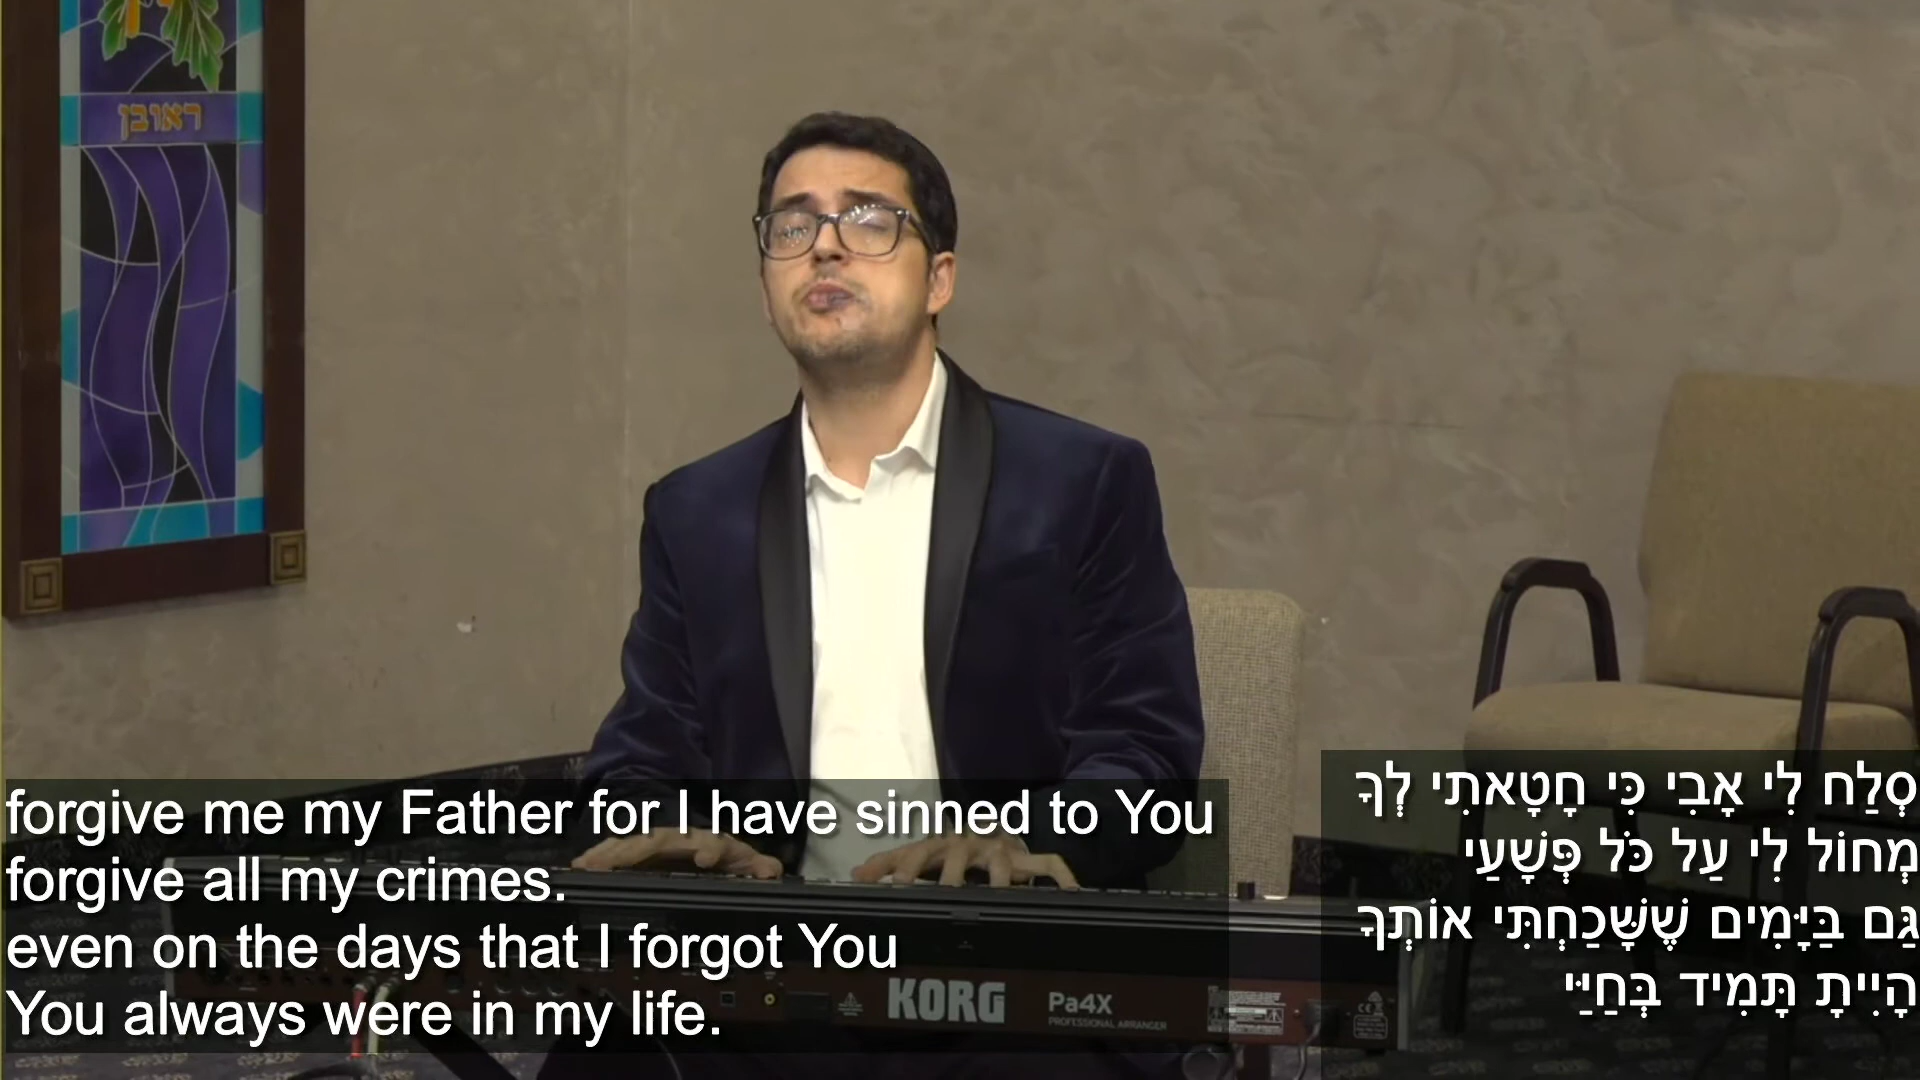 ראובן
forgive me my Father for I have sinned to You
forgive all my crimes.
even on the days that I forgot You
You always were in my life.
סְלַח לִי אָבִי כִּי חָטָאתִי לְךָ
מְחוֹל לִי עַל כֹּל פְּשָׁעַי
גַּם בַּיָּמִים שֶׁשָּׁכַחְתִּי אוֹתְךָ
הָיִיתָ תָּמִיד בְּחַיַּי
KORG
Pa4X
PROFESSIONAL ARRANGER